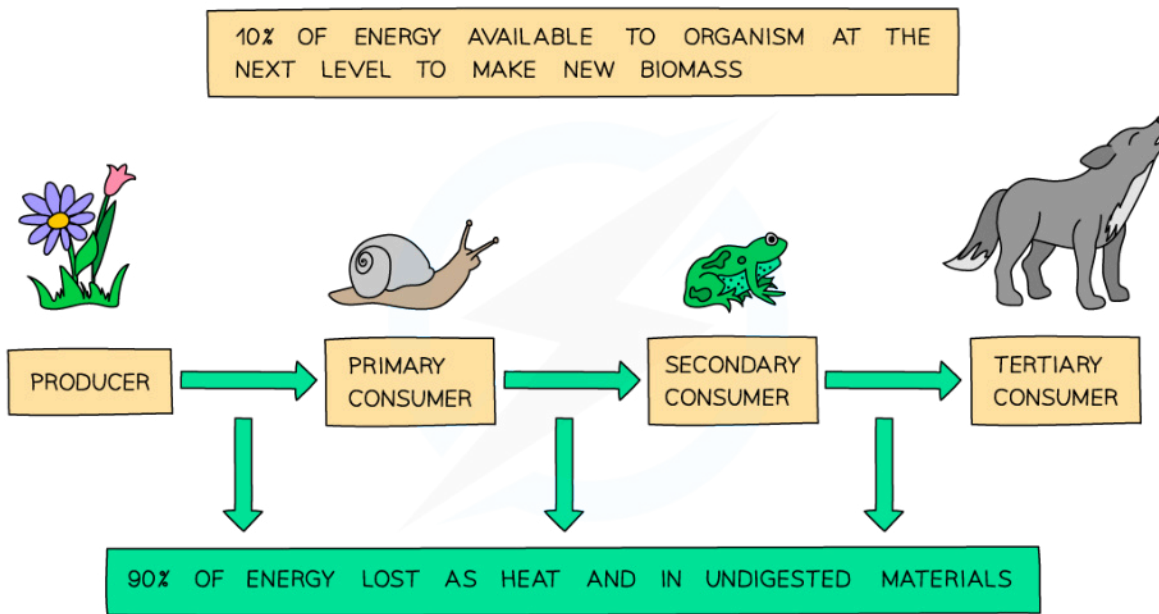 10% OF ENERGY AVAILABLE TO ORGANISM AT THE
NEXT LEVEL TO MAKE NEW BIOMASS
PRODUCER
PRIMARY
CONSUMER
SECONDARY
CONSUMER
TERTIARY
CONSUMER
90% OF ENERGY LOST AS HEAT AND IN UNDIGESTED MATERIALS